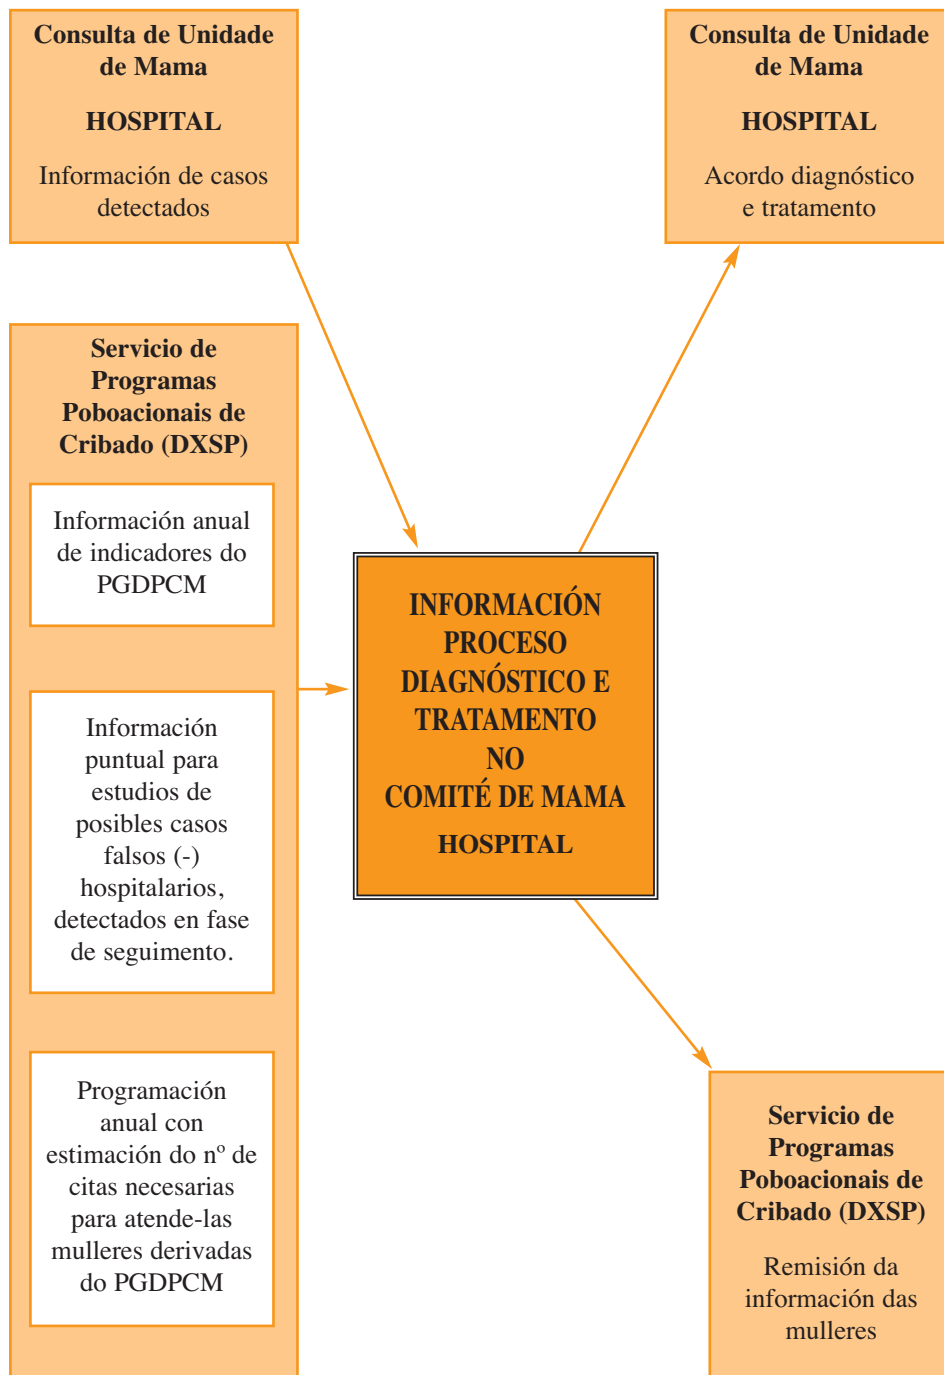 Consulta de Unidade
de Mama
HOSPITAL
Información de casos
detectados
Consulta de Unidade
de Mama
HOSPITAL
Acordo diagnóstico
e tratamento
Servicio de
Programas
Poboacionais de
Cribado (DXSP)
Información anual
de indicadores do
PGDPCM
Información
puntual para
estudios de
posibles casos
falsos (-)
hospitalarios,
detectados en fase
de seguimento.
Programación
anual con
estimación do nº de
citas necesarias
para atende-las
mulleres derivadas
do PGDPCM
INFORMACIÓN
PROCESO
DIAGNÓSTICO E
TRATAMENTO
NO
COMITÉ DE MAMA
HOSPITAL
Servicio de
Programas
Poboacionais de
Cribado (DXSP)
Remisión da
información das
mulleres